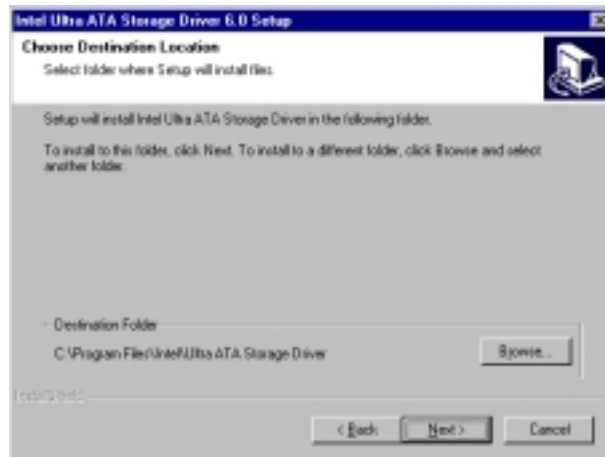 Intel Ultra ATA Storage Driver 6.0 Setup
Choose Destination Location
Select folder where Setup will install files.
Setup will install Intel Ultra ATA Storage Driver in the following folder.
To install to this folder, click Next. To install to a different folder, click Browse and select
another folder.
Destination Folder
C:\Program Files\Intel\Ultra ATA Storage Driver
Browse...
InstallShield
< Back
Next >
Cancel